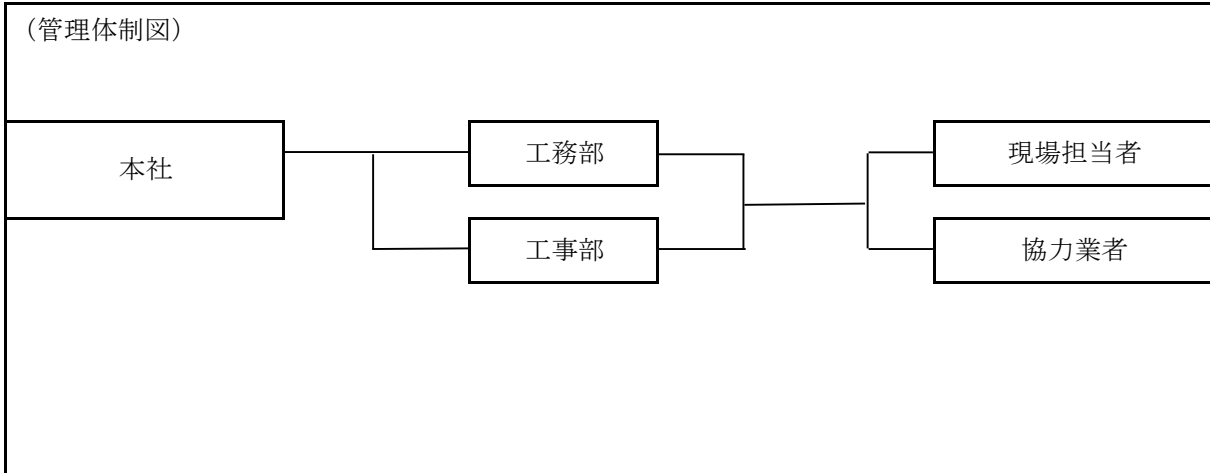 （管理体制図）
本社
工務部
現場担当者
工事部
協力業者